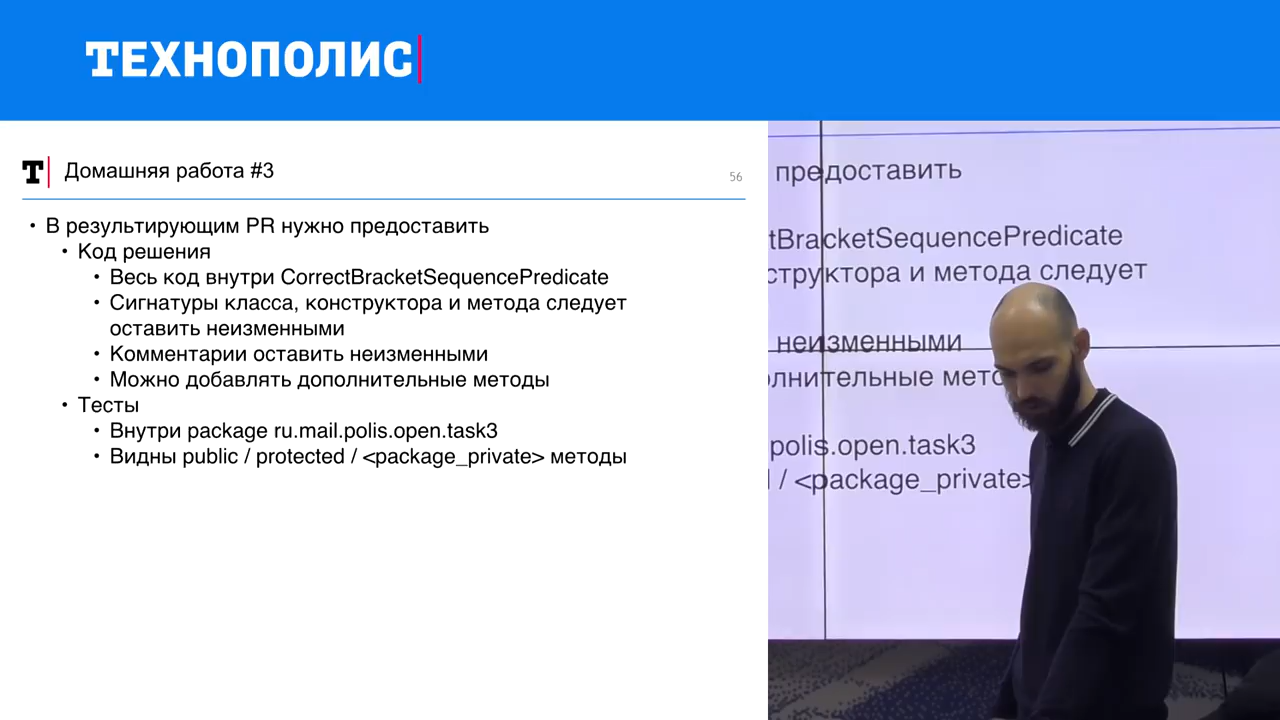 ТЕХНОПОЛИС
Т Домашняя работа #3
56
• В результирующим PR нужно предоставить
• Код решения
• Весь код внутри CorrectBracketSequencePredicate
• Сигнатуры класса, конструктора и метода следует
оставить неизменными
• Комментарии оставить неизменными
• Можно добавлять дополнительные методы
• Тесты
• Внутри package ru.mail.polis.open.task3
• Видны public / protected / <package_private> методы
предоставить
tBracketSequencePredicate
структора и метода следует
неизменными
олнительные мето
polis.open.task3
/ <package_private>